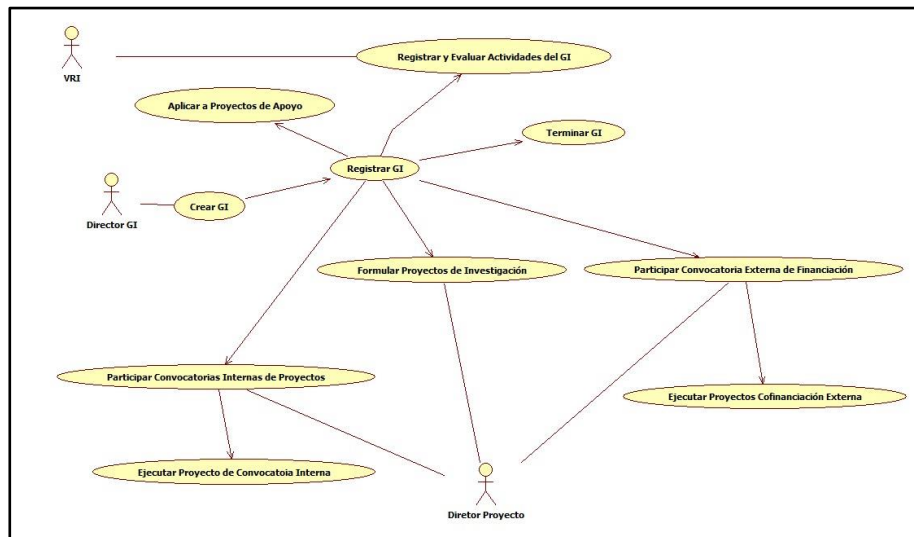 Registrar y Evaluar Actividades del GI
VRI
Aplicar a Proyectos de Apoyo
Terminar GI
Registrar GI
Crear GI
Director GI
Formular Proyectos de Investigación
Participar Convocatoria Externa de Financiación
Participar Convocatorias Internas de Proyectos
Ejecutar Proyectos Cofinanciación Externa
Ejecutar Proyecto de Convocatoia Interna
Diretor Proyecto